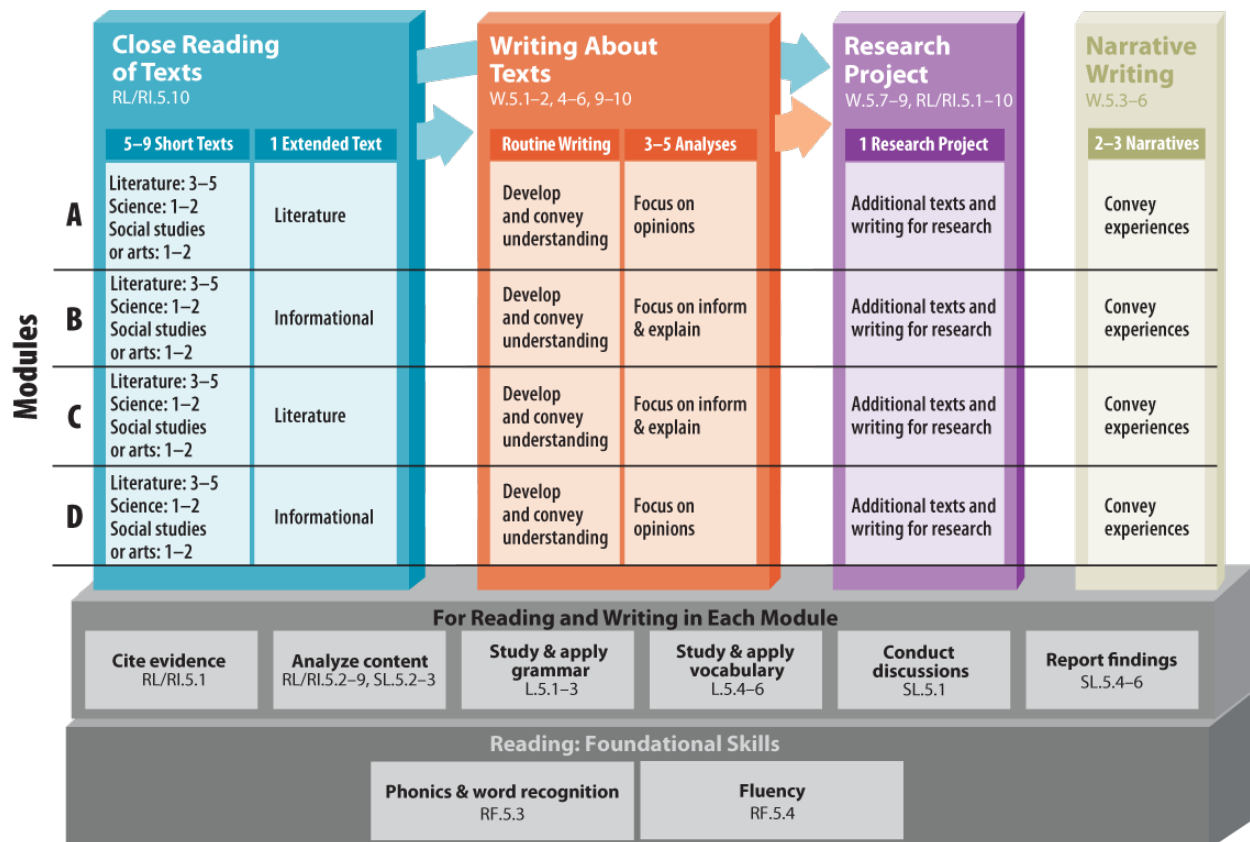 Close Reading
of Texts
RL/RI.5.10
Writing About
Texts
W.5.1–2, 4–6, 9–10
Research
Project
W.5.7–9, RL/RI.5.1–10
Narrative
Writing
W.5.3–6
5–9 Short Texts
1 Extended Text
Routine Writing
3–5 Analyses
1 Research Project
2–3 Narratives
Modules
A
Literature: 3–5
Science: 1–2
Social studies
or arts: 1–2
Literature
Develop
and convey
understanding
Focus on
opinions
Additional texts and
writing for research
Convey
experiences
B
Literature: 3–5
Science: 1–2
Social studies
or arts: 1–2
Informational
Develop
and convey
understanding
Focus on inform
& explain
Additional texts and
writing for research
Convey
experiences
C
Literature: 3–5
Science: 1–2
Social studies
or arts: 1–2
Literature
Develop
and convey
understanding
Focus on inform
& explain
Additional texts and
writing for research
Convey
experiences
D
Literature: 3–5
Science: 1–2
Social studies
or arts: 1–2
Informational
Develop
and convey
understanding
Focus on
opinions
Additional texts and
writing for research
Convey
experiences
For Reading and Writing in Each Module
Cite evidence
RL/RI.5.1
Analyze content
RL/RI.5.2–9, SL.5.2–3
Study & apply
grammar
L.5.1–3
Study & apply
vocabulary
L.5.4–6
Conduct
discussions
SL.5.1
Report findings
SL.5.4–6
Reading: Foundational Skills
Phonics & word recognition
RF.5.3
Fluency
RF.5.4